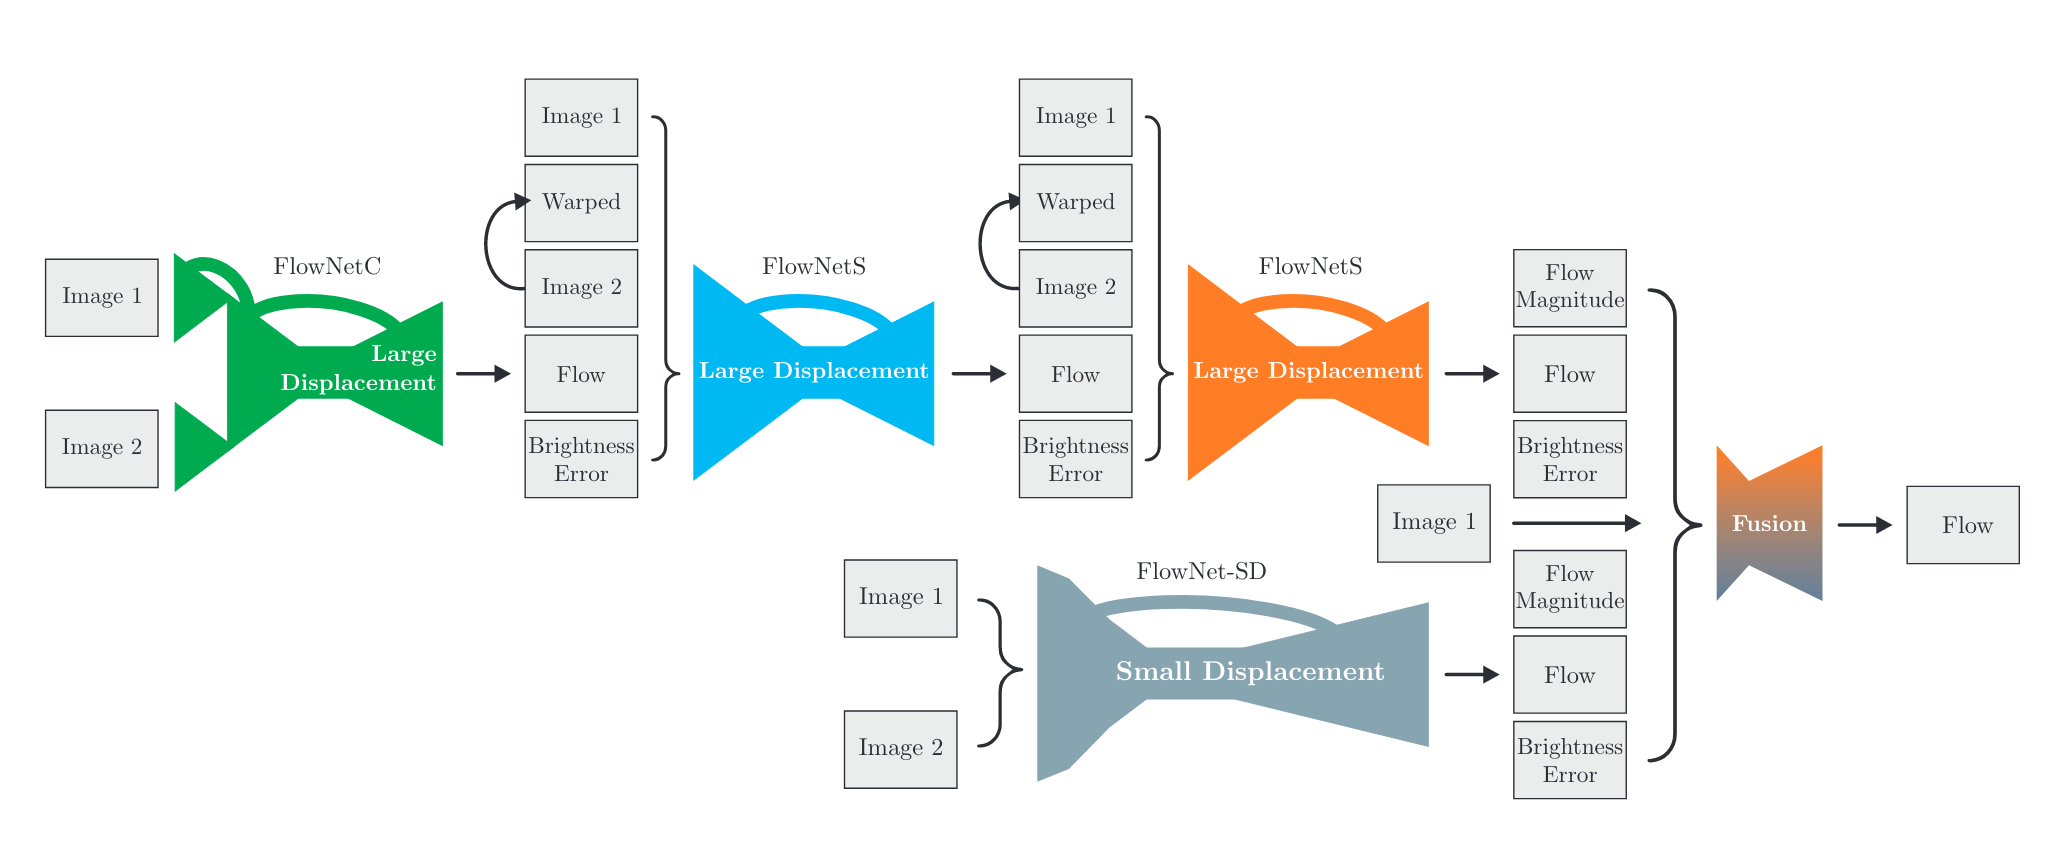 Image 1
Image 2
FlowNetC
Large
Displacement
Image 1
Warped
Image 2
Flow
Brightness
Error
FlowNetS
Large Displacement
Image 1
Warped
Image 2
Flow
Brightness
Error
FlowNetS
Large Displacement
Flow
Magnitude
Flow
Brightness
Error
Image 1
Image 1
Image 2
FlowNet-SD
Small Displacement
Flow
Magnitude
Flow
Brightness
Error
Fusion
Flow